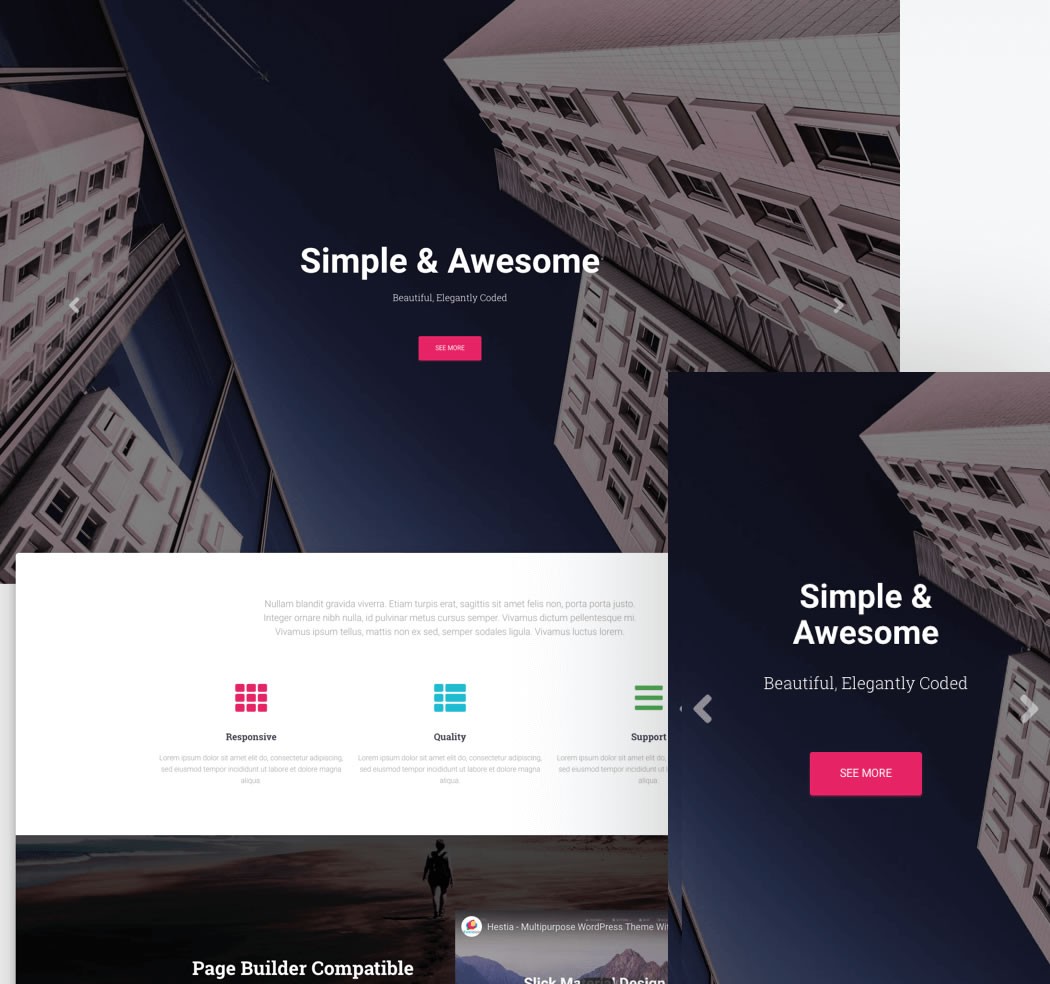 Simple & Awesome
Beautiful, Elegantly Coded
SEE MORE
Nullam blandit gravida viverra. Etiam turpis erat, sagittis sit amet felis non, porta porta justo.
Integer ornare nibh nulla, id pulvinar metus cursus semper. Vivamus dictum pellentesque mi.
Vivamus ipsum tellus, mattis non ex sed, semper sodales ligula. Vivamus luctus lorem.
Responsive
Lorem ipsum dolor sit amet elit do, consectetur adipiscing,
sed eiusmod tempor incididunt ut labore et dolore magna
aliqua
Quality
Lorem ipsum dolor sit amet elit do, consectetur adipiscing,
sed eiusmod tempor incididunt ut labore et dolore magna
aliqua
Support
Lorem ipsum dolor sit amet elit do,
sed eiusmod tempor incididunt ut l
aliqua
Page Builder Compatible
Hestia - Multipurpose WordPress Theme Wit
Slick Material Design
Simple &
Awesome
Beautiful, Elegantly Coded
SEE MORE